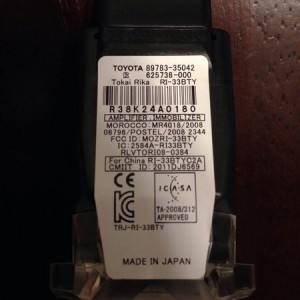 TOYOTA 89783-35042
625738-000
Tokai Rika RI-33BTY
R38K24A0180
AMPLIFIER, IMMOBILIZER
MOROCCO: MR4018/2008
06796/POSTEL/2008 2344
FCC ID: MOZRI-33BTY
IC: 2584A-RI33BTY
RLVTORI08-0384
For China RI-33BTYC2A
CMIIT ID: 2011DJ6569
CE
ICASA
TA-2008/312
APPROVED
TRJ-RI-33BTY
MADE IN JAPAN